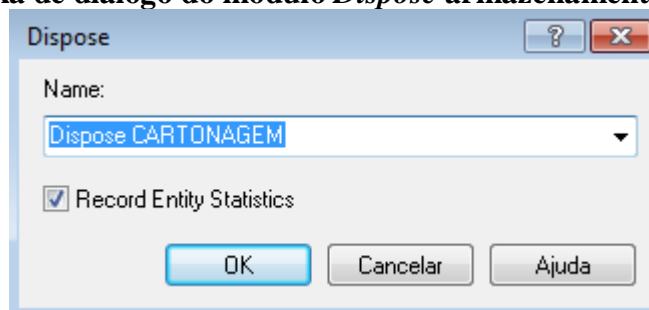 de diálogo do módulo Dispose armazenament
Dispose
Name:
Dispose CARTONAGEM
Record Entity Statistics
OK
Cancelar
Ajuda